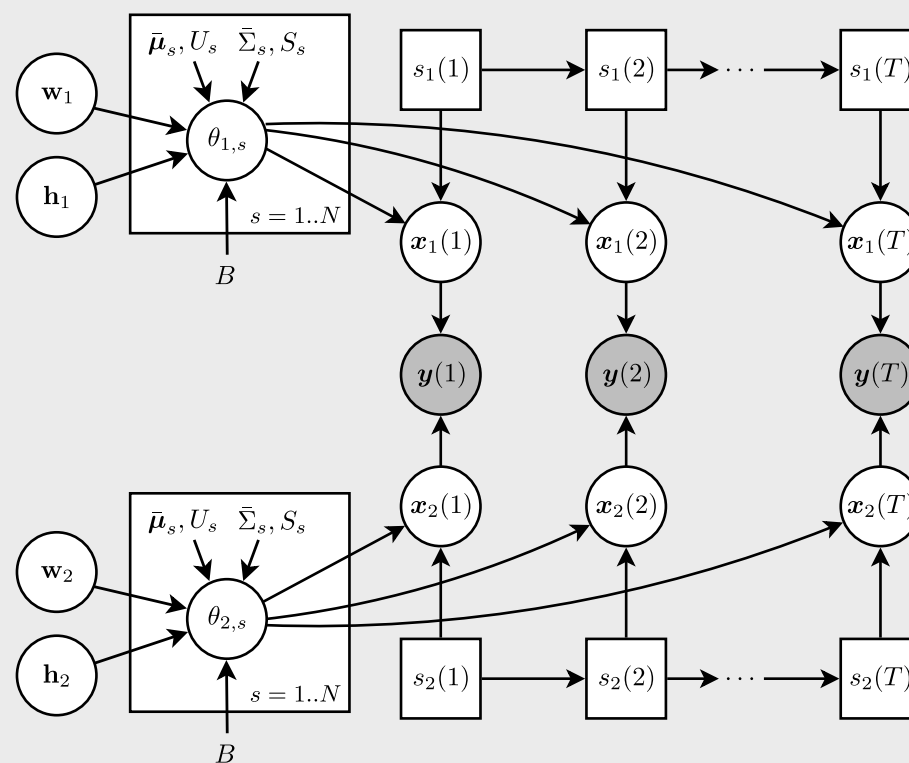 𝝁̄ₛ, Uₛ Σ̄ₛ, Sₛ
s₁(1) s₁(2) ··· s₁(T)
𝐰₁
θ₁,ₛ
𝐡₁
s = 1..N
𝒙₁(1) 𝒙₁(2) 𝒙₁(T)
B
𝒚(1) 𝒚(2) 𝒚(T)
𝒙₂(1) 𝒙₂(2) 𝒙₂(T)
𝝁̄ₛ, Uₛ Σ̄ₛ, Sₛ
𝐰₂
θ₂,ₛ
𝐡₂
s₂(1) s₂(2) ··· s₂(T)
s = 1..N
B